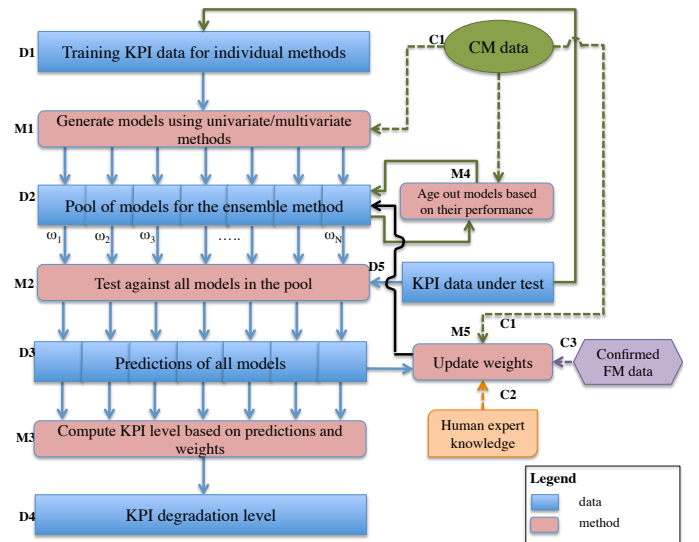 D1
Training KPI data for individual methods
C1
CM data
M1
Generate models using univariate/multivariate
methods
D2
Pool of models for the ensemble method
M4
Age out models based
on their performance
ω1
ω2
ω3
.....
ωN
M2
Test against all models in the pool
D5
KPI data under test
D3
Predictions of all models
M5
C1
Update weights
C3
Confirmed
FM data
C2
Human expert
knowledge
M3
Compute KPI level based on predictions and
weights
D4
KPI degradation level
Legend
data
method